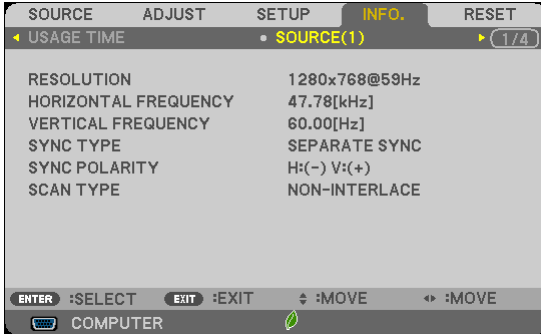 SOURCE ADJUST SETUP INFO. RESET
USAGE TIME SOURCE(1) (1/4)
RESOLUTION 1280x768@59Hz
HORIZONTAL FREQUENCY 47.78[kHz]
VERTICAL FREQUENCY 60.00[Hz]
SYNC TYPE SEPARATE SYNC
SYNC POLARITY H:(-) V:(+)
SCAN TYPE NON-INTERLACE
ENTER :SELECT EXIT :EXIT :MOVE :MOVE
COMPUTER